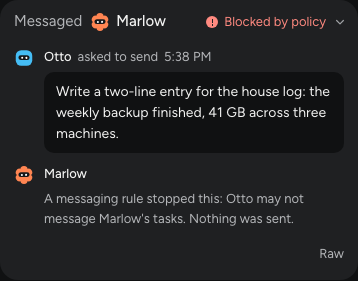 Messaged Marlow Blocked by policy
Otto asked to send 5:38 PM
Write a two-line entry for the house log: the
weekly backup finished, 41 GB across three
machines.
Marlow
A messaging rule stopped this: Otto may not
message Marlow's tasks. Nothing was sent.
Raw